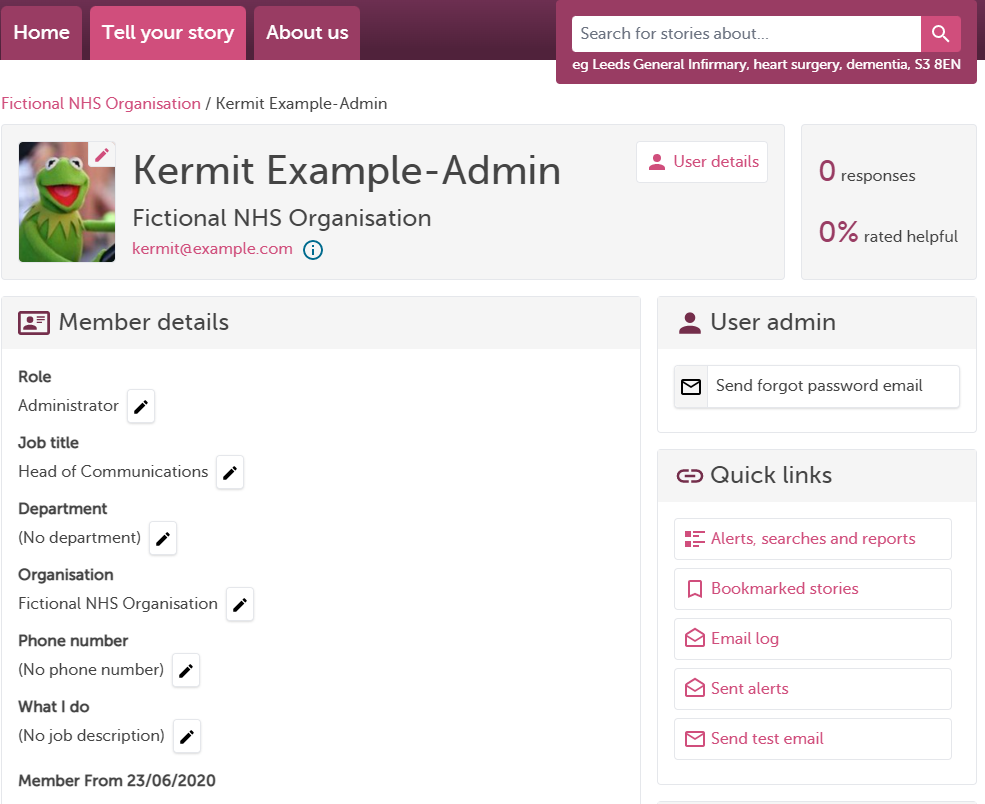 Home
Tell your story
About us
Search for stories about...
eg Leeds General Infirmary, heart surgery, dementia, S3 8EN
Fictional NHS Organisation / Kermit Example-Admin
Kermit Example-Admin
Fictional NHS Organisation
kermit@example.com
User details
0 responses
0% rated helpful
Member details
Role
Administrator
Job title
Head of Communications
Department
(No department)
Organisation
Fictional NHS Organisation
Phone number
(No phone number)
What I do
(No job description)
Member From 23/06/2020
User admin
Send forgot password email
Quick links
Alerts, searches and reports
Bookmarked stories
Email log
Sent alerts
Send test email